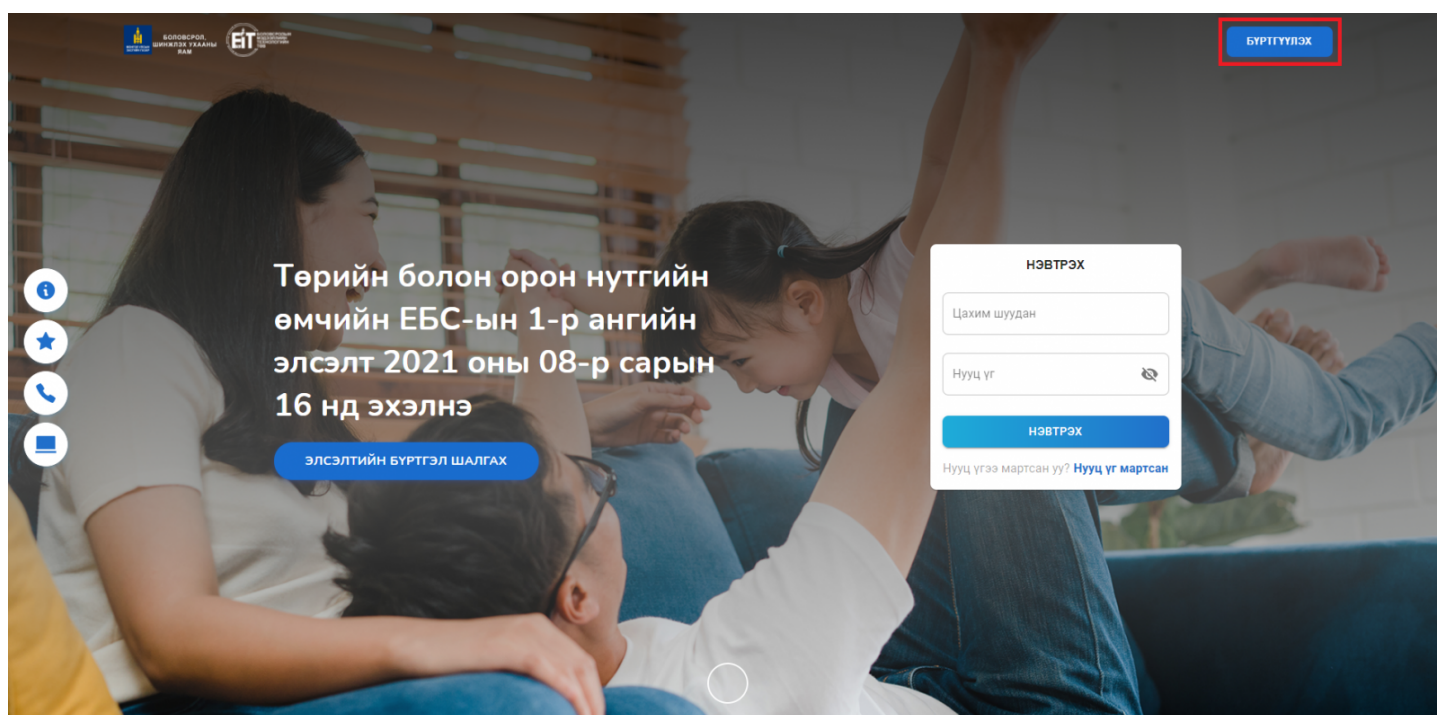 БОЛОВСРОЛ,
ШИНЖЛЭХ УХААНЫ
ЯАМ
EIT
БҮРТГҮҮЛЭХ
Төрийн болон орон нутгийн
өмчийн ЕБС-ын 1-р ангийн
элсэлт 2021 оны 08-р сарын
16 нд эхэлнэ
ЭЛСЭЛТИЙН БҮРТГЭЛ ШАЛГАХ
НЭВТРЭХ
Цахим шуудан
Нууц үг
НЭВТРЭХ
Нууц үгээ мартсан уу? Нууц үг мартсан